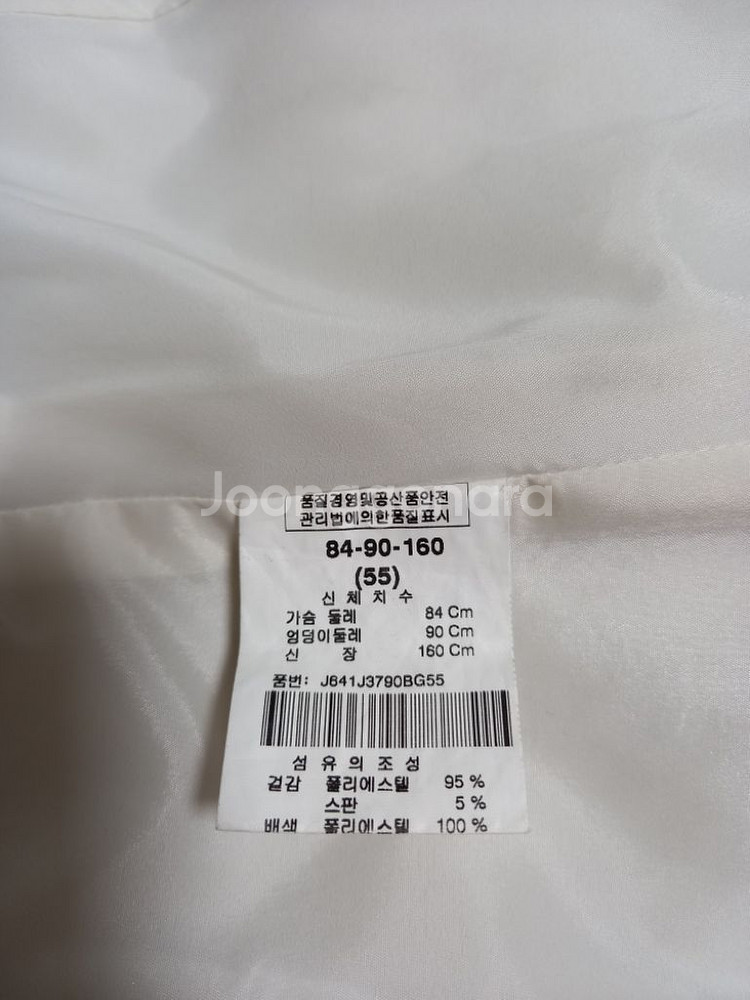 Joonggonara
품질경영및공산품안전
관리법에의한품질표시
84-90-160
(55)
신 체 치 수
가슴 둘레 84 Cm
엉덩이둘레 90 Cm
신 장 160 Cm
품번: J641J3790BG55
섬 유 의 조 성
겉감 폴리에스텔 95 %
스판 5 %
배색 폴리에스텔 100 %